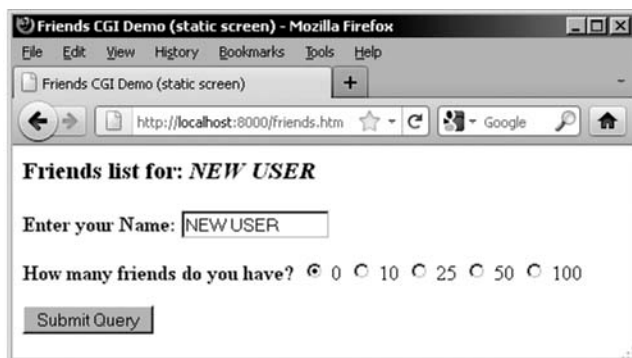 Friends CGI Demo (static screen) - Mozilla Firefox
File Edit View History Bookmarks Tools Help
Friends CGI Demo (static screen) +
http://localhost:8000/friends.htm Google
Friends list for: NEW USER
Enter your Name: NEW USER
How many friends do you have? 0 10 25 50 100
Submit Query